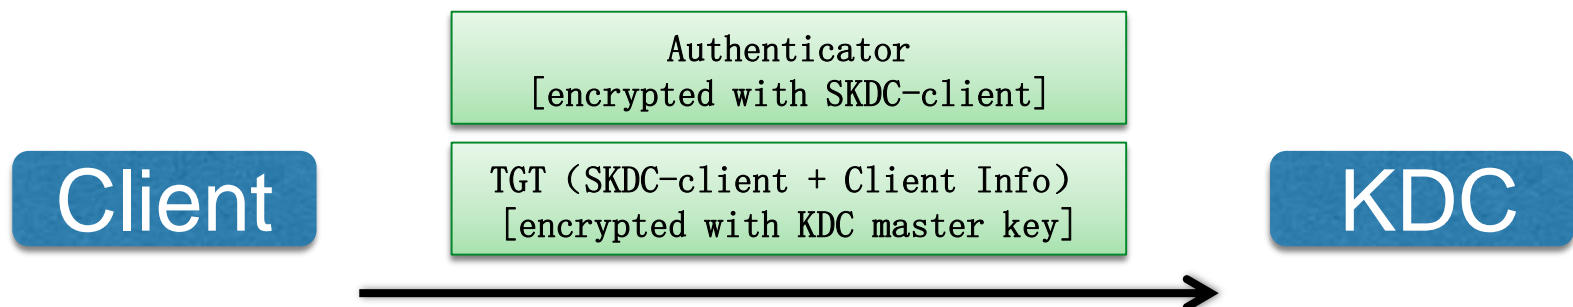 Authenticator
[encrypted with SKDC-client]
Client
TGT（SKDC-client + Client Info）
[encrypted with KDC master key]
KDC